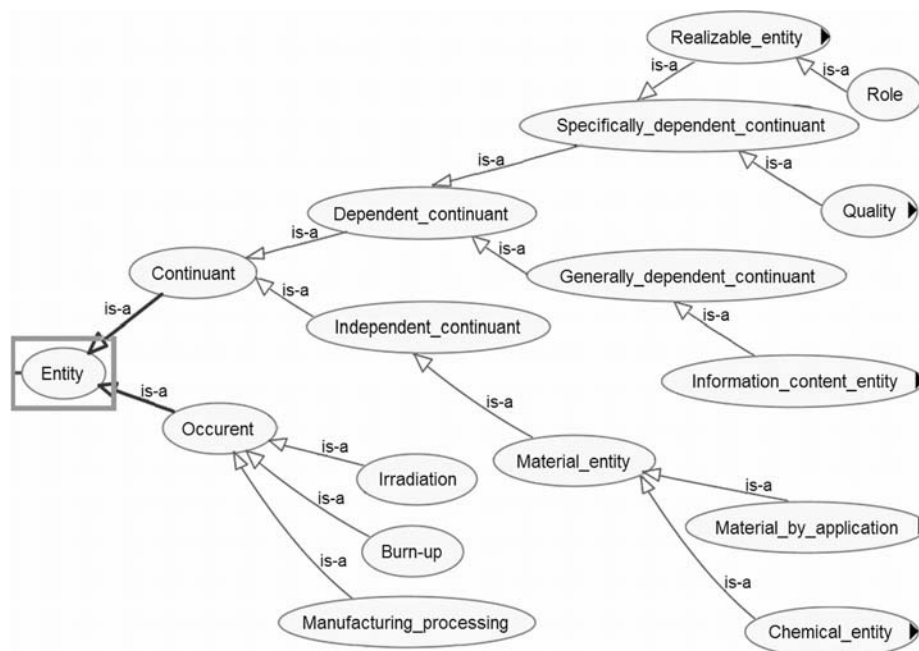 Realizable_entity
is-a
is-a
Role
Specifically_dependent_continuant
is-a
is-a
Quality
Dependent_continuant
is-a
is-a
Continuant
Generally_dependent_continuant
is-a
is-a
is-a
Independent_continuant
Information_content_entity
Entity
is-a
is-a
Occurent
is-a
Material_entity
Irradiation
is-a
is-a
Material_by_application
Burn-up
is-a
is-a
Manufacturing_processing
Chemical_entity